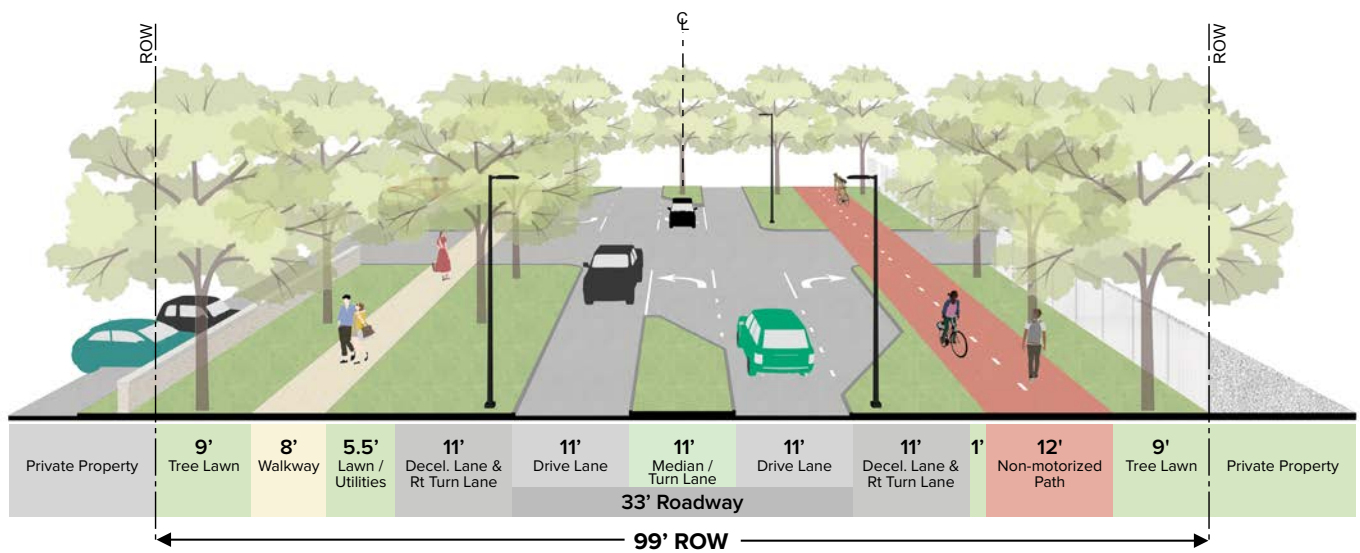 ROW
℄
ROW
Private Property
9’
Tree Lawn
8’
Walkway
5.5’
Lawn /
Utilities
11’
Decel. Lane &
Rt Turn Lane
11’
Drive Lane
11’
Median /
Turn Lane
11’
Drive Lane
11’
Decel. Lane &
Rt Turn Lane
1’
12'
Non-motorized
Path
9'
Tree Lawn
Private Property
33’ Roadway
99’ ROW